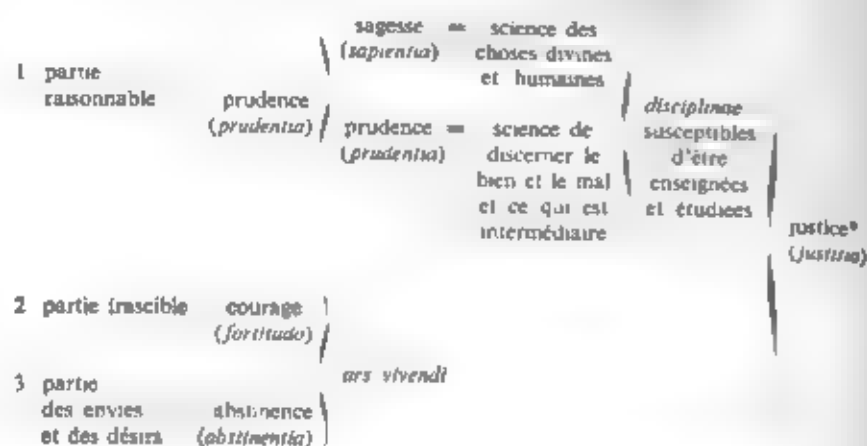 sagesse = science des
(sapientia) choses divines
et humaines
1 partie
raisonnable prudence
(prudentia)
prudence = science de
(prudentia) discerner le
bien et le mal
et ce qui est
intermédiaire
disciplinae
susceptibles
d'être
enseignées
et étudiées
justice*
(justitia)
2 partie irascible courage
(fortitudo)
ars vivendi
3 partie
des envies abstinence
et des désirs (abstinentia)